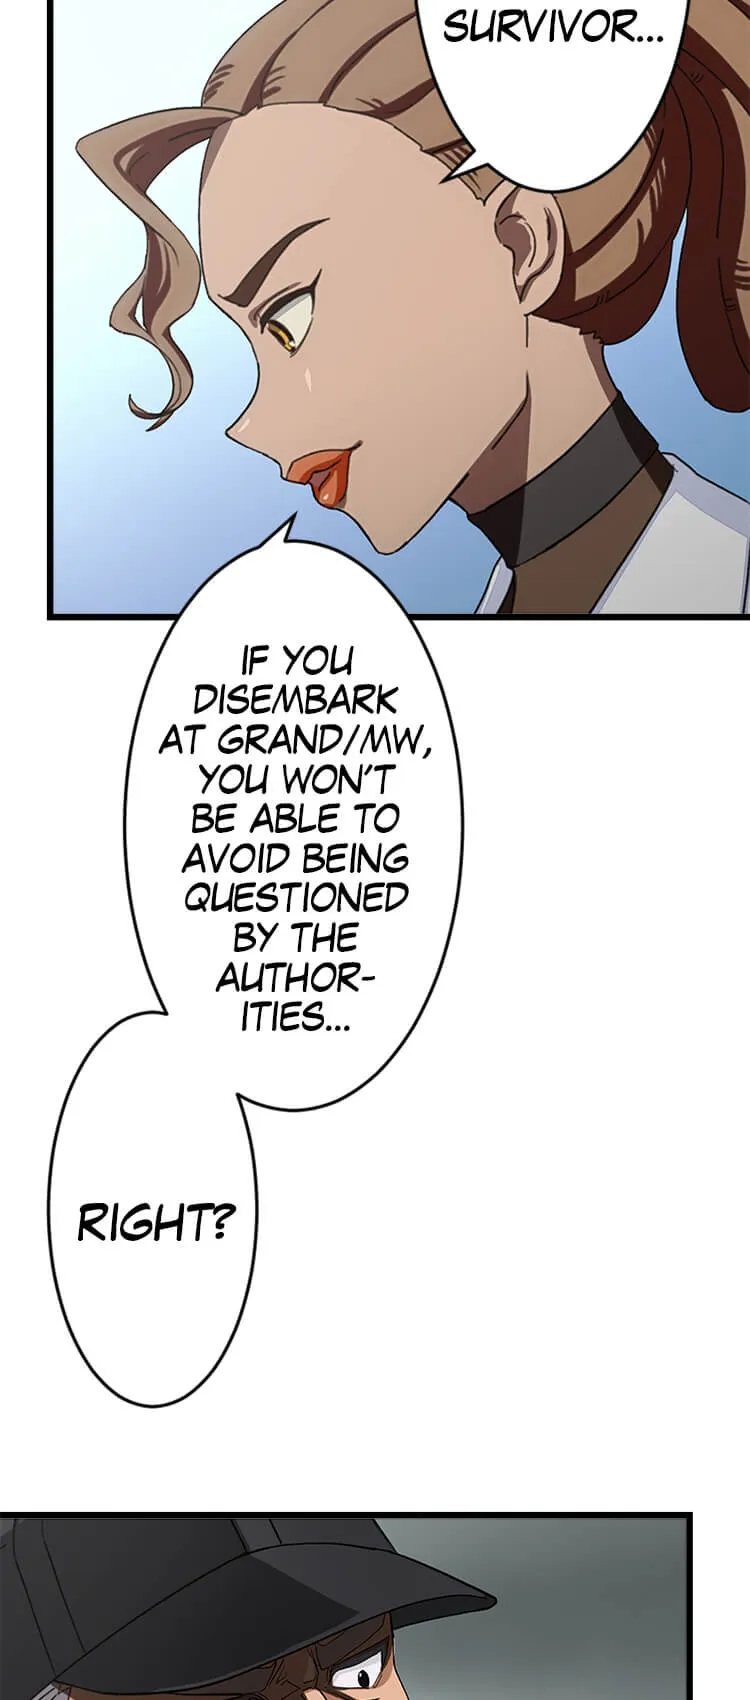 SURVIVOR...
IF YOU
DISEMBARK
AT GRAND/MW,
YOU WON'T
BE ABLE TO
AVOID BEING
QUESTIONED
BY THE
AUTHOR-
ITIES...
RIGHT?